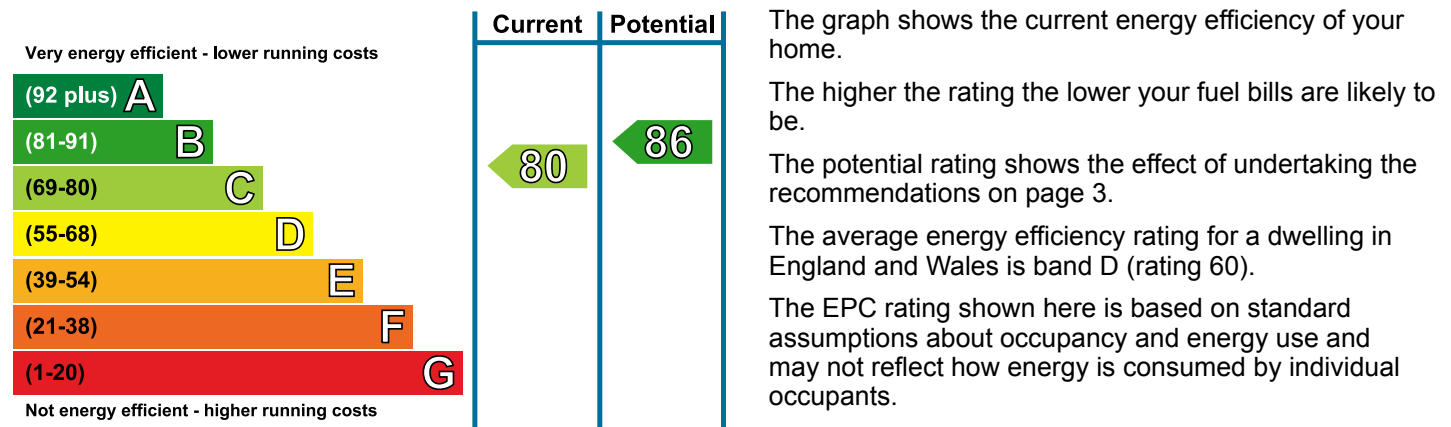 Current Potential
Very energy efficient - lower running costs
(92 plus) A
(81-91) B
(69-80) C
(55-68) D
(39-54) E
(21-38) F
(1-20) G
Not energy efficient - higher running costs
80
86
The graph shows the current energy efficiency of your
home.
The higher the rating the lower your fuel bills are likely to
be.
The potential rating shows the effect of undertaking the
recommendations on page 3.
The average energy efficiency rating for a dwelling in
England and Wales is band D (rating 60).
The EPC rating shown here is based on standard
assumptions about occupancy and energy use and
may not reflect how energy is consumed by individual
occupants.